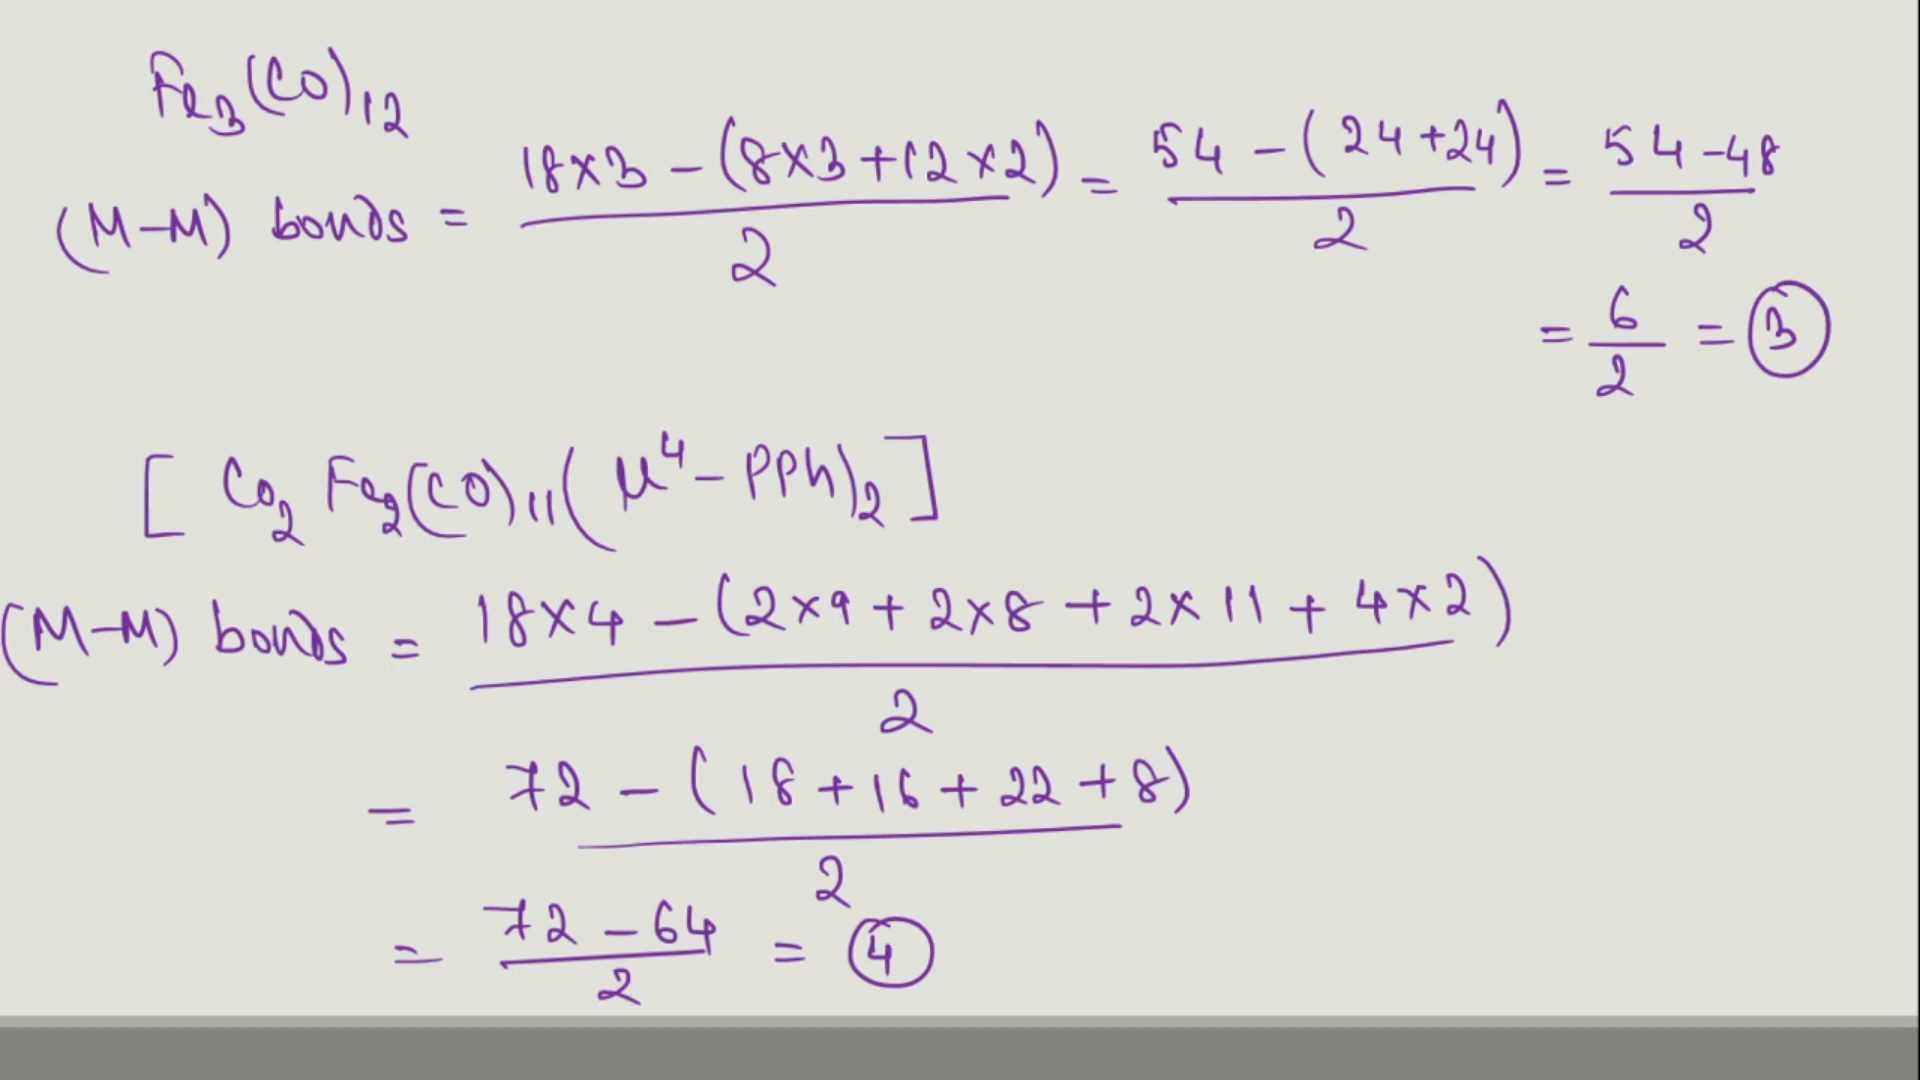 Fe₃(CO)₁₂
(M-M) bonds = (18×3 - (8×3+12×2))/2 = (54 - (24+24))/2 = (54-48)/2
= 6/2 = 3
[Co₂Fe₂(CO)₁₁(μ⁴-PPh)₂]
(M-M) bonds = (18×4 - (2×9 + 2×8 + 2×11 + 4×2))/2
= (72 - (18+16+22+8))/2
= (72-64)/2 = 4